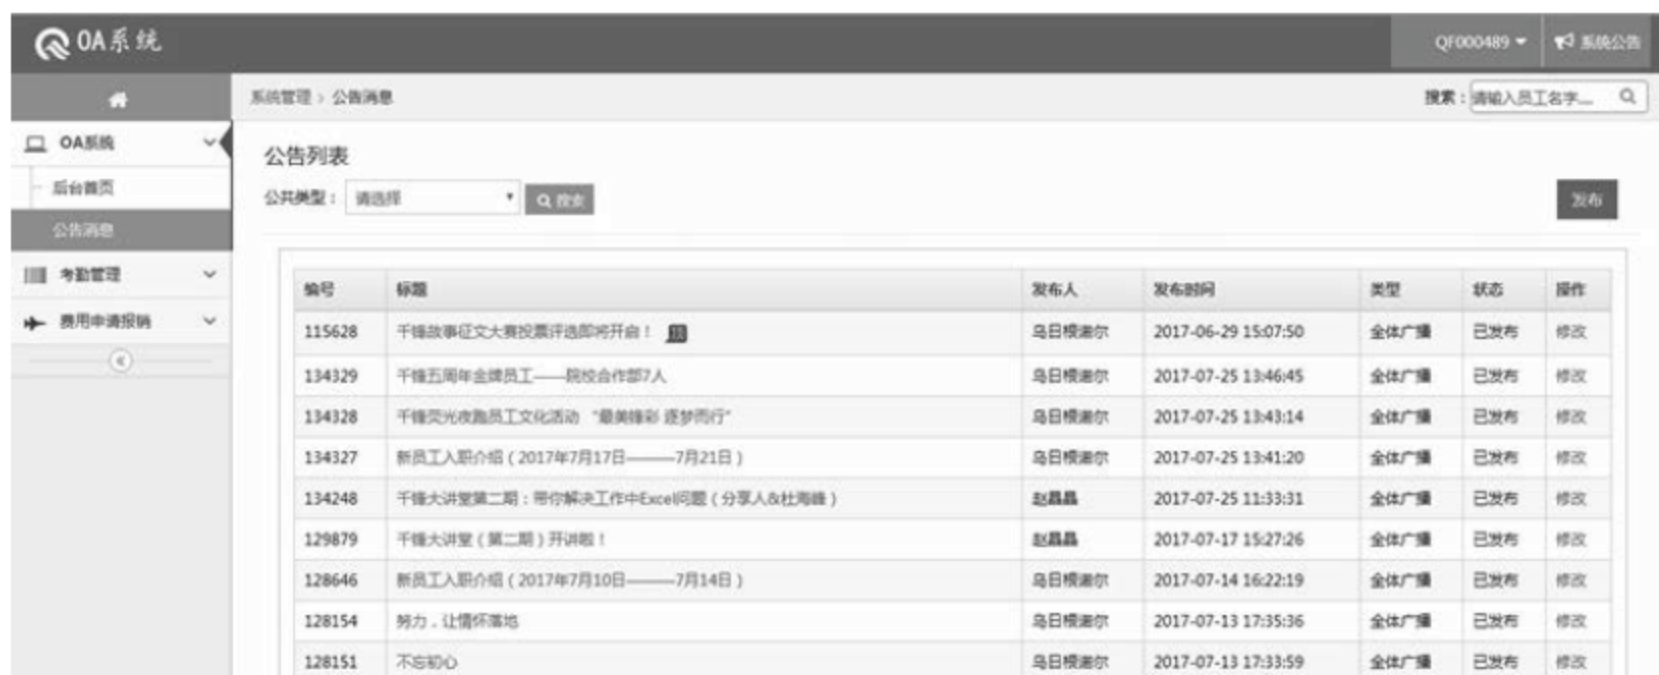 OA系统
QF000489
系统公告
系统管理 > 公告消息
搜索：请输入员工名字...
OA系统
后台首页
公告消息
考勤管理
费用申请报销
公告列表
公共类型： 请选择 搜索
发布
编号 标题 发布人 发布时间 类型 状态 操作
115628 千锋故事征文大赛投票评选即将开启！ 乌日根谢尔 2017-06-29 15:07:50 全体广播 已发布 修改
134329 千锋五周年金牌员工——院校合作部7人 乌日根谢尔 2017-07-25 13:46:45 全体广播 已发布 修改
134328 千锋荧光夜跑员工文化活动 “最美锋彩 逐梦而行” 乌日根谢尔 2017-07-25 13:43:14 全体广播 已发布 修改
134327 新员工入职介绍（2017年7月17日———7月21日） 乌日根谢尔 2017-07-25 13:41:20 全体广播 已发布 修改
134248 千锋大讲堂第二期：带你解决工作中Excel问题（分享人&杜海峰） 赵晶晶 2017-07-25 11:33:31 全体广播 已发布 修改
129879 千锋大讲堂（第二期）开讲啦！ 赵晶晶 2017-07-17 15:27:26 全体广播 已发布 修改
128646 新员工入职介绍（2017年7月10日———7月14日） 乌日根谢尔 2017-07-14 16:22:19 全体广播 已发布 修改
128154 努力，让情怀落地 乌日根谢尔 2017-07-13 17:35:36 全体广播 已发布 修改
128151 不忘初心 乌日根谢尔 2017-07-13 17:33:59 全体广播 已发布 修改